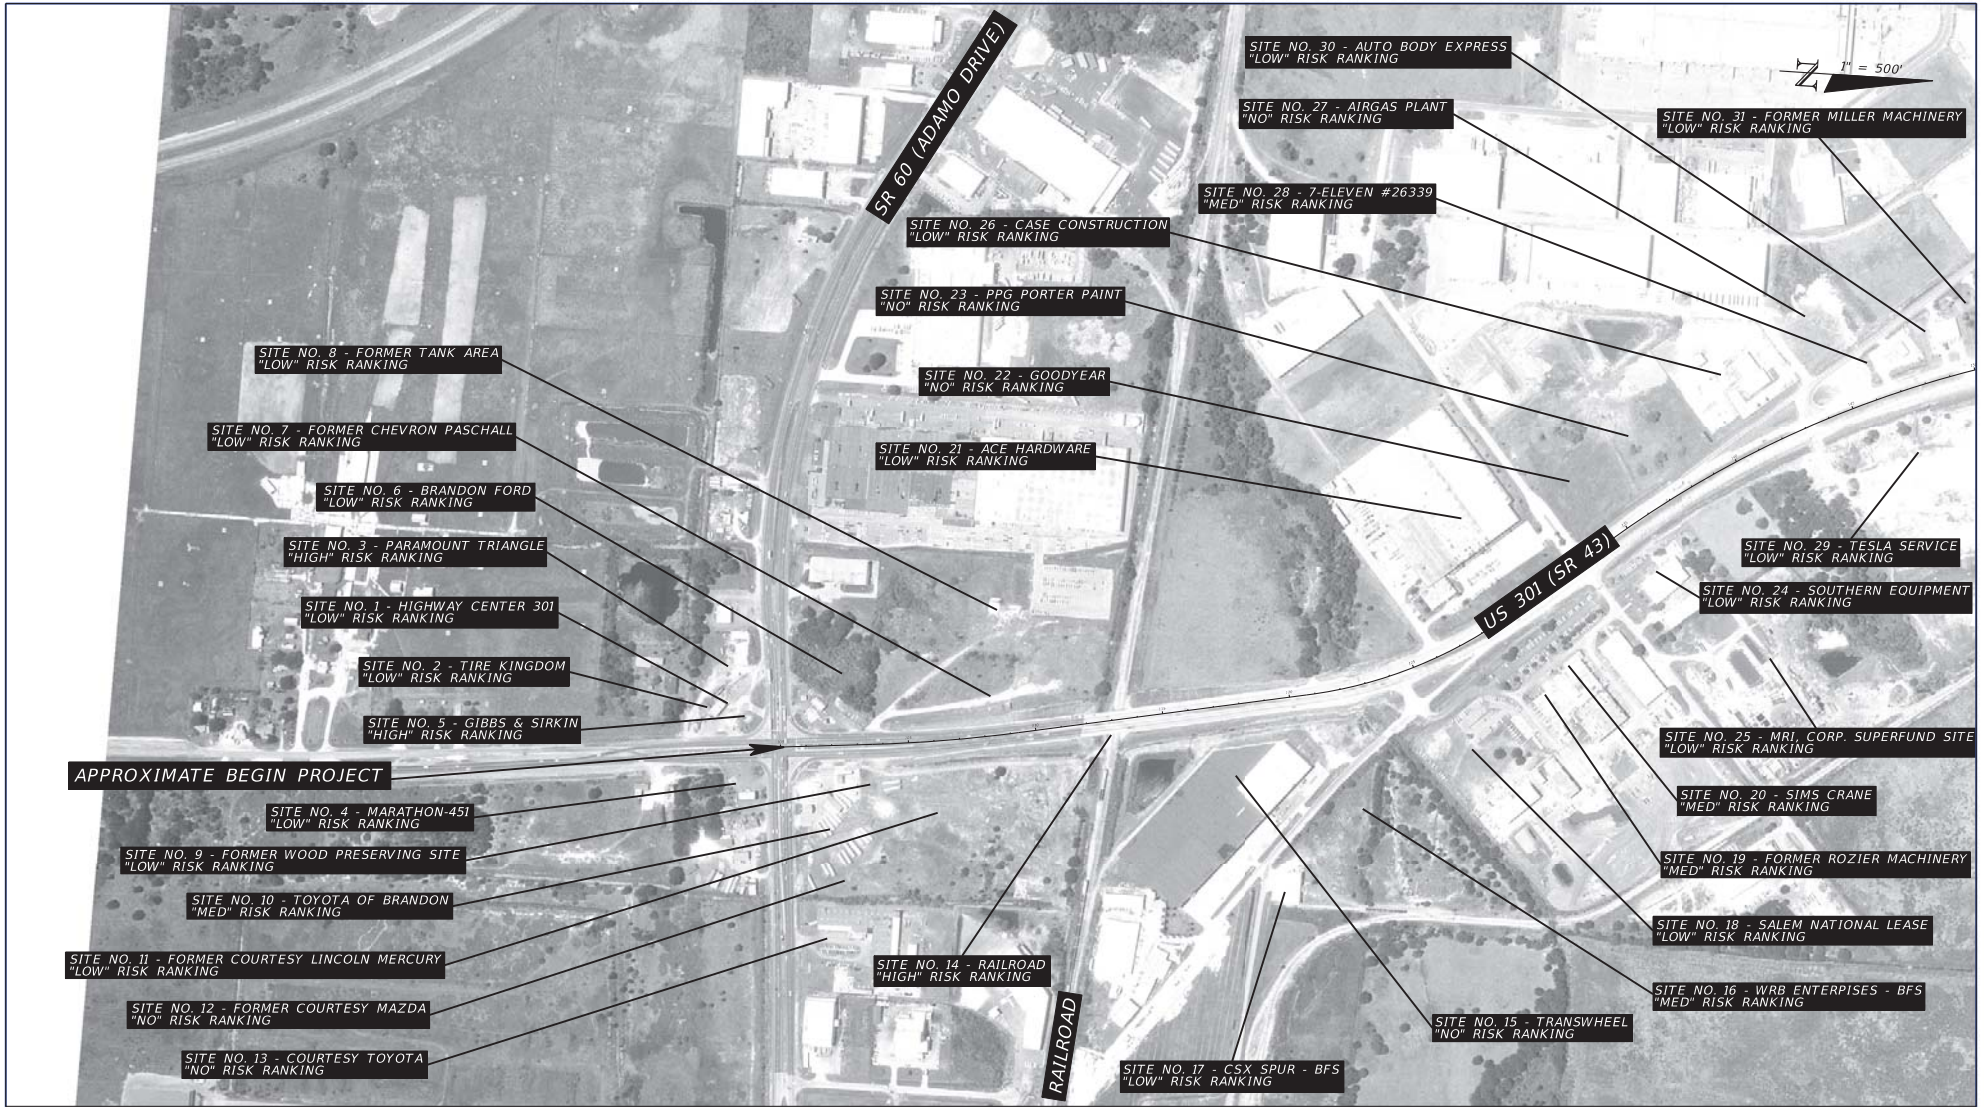 SITE NO. 30 - AUTO BODY EXPRESS
"LOW" RISK RANKING
1" = 500'
N
SITE NO. 27 - AIRGAS PLANT
"NO" RISK RANKING
SITE NO. 31 - FORMER MILLER MACHINERY
"LOW" RISK RANKING
SR 60 (ADAMO DRIVE)
SITE NO. 28 - 7-ELEVEN #26339
"MED" RISK RANKING
SITE NO. 26 - CASE CONSTRUCTION
"LOW" RISK RANKING
SITE NO. 23 - PPG PORTER PAINT
"NO" RISK RANKING
SITE NO. 8 - FORMER TANK AREA
"LOW" RISK RANKING
SITE NO. 22 - GOODYEAR
"NO" RISK RANKING
SITE NO. 7 - FORMER CHEVRON PASCHALL
"LOW" RISK RANKING
SITE NO. 21 - ACE HARDWARE
"LOW" RISK RANKING
SITE NO. 6 - BRANDON FORD
"LOW" RISK RANKING
SITE NO. 3 - PARAMOUNT TRIANGLE
"HIGH" RISK RANKING
US 301 (SR 43)
SITE NO. 29 - TESLA SERVICE
"LOW" RISK RANKING
SITE NO. 24 - SOUTHERN EQUIPMENT
"LOW" RISK RANKING
SITE NO. 1 - HIGHWAY CENTER 301
"LOW" RISK RANKING
SITE NO. 2 - TIRE KINGDOM
"LOW" RISK RANKING
SITE NO. 5 - GIBBS & SIRKIN
"HIGH" RISK RANKING
SITE NO. 25 - MRI, CORP. SUPERFUND SITE
"LOW" RISK RANKING
APPROXIMATE BEGIN PROJECT
SITE NO. 4 - MARATHON-451
"LOW" RISK RANKING
SITE NO. 20 - SIMS CRANE
"MED" RISK RANKING
SITE NO. 9 - FORMER WOOD PRESERVING SITE
"LOW" RISK RANKING
SITE NO. 19 - FORMER ROZIER MACHINERY
"MED" RISK RANKING
SITE NO. 10 - TOYOTA OF BRANDON
"MED" RISK RANKING
SITE NO. 18 - SALEM NATIONAL LEASE
"LOW" RISK RANKING
SITE NO. 11 - FORMER COURTESY LINCOLN MERCURY
"LOW" RISK RANKING
SITE NO. 14 - RAILROAD
"HIGH" RISK RANKING
SITE NO. 16 - WRB ENTERPISES - BFS
"MED" RISK RANKING
SITE NO. 12 - FORMER COURTESY MAZDA
"NO" RISK RANKING
SITE NO. 15 - TRANSWHEEL
"NO" RISK RANKING
RAILROAD
SITE NO. 13 - COURTESY TOYOTA
"NO" RISK RANKING
SITE NO. 17 - CSX SPUR - BFS
"LOW" RISK RANKING